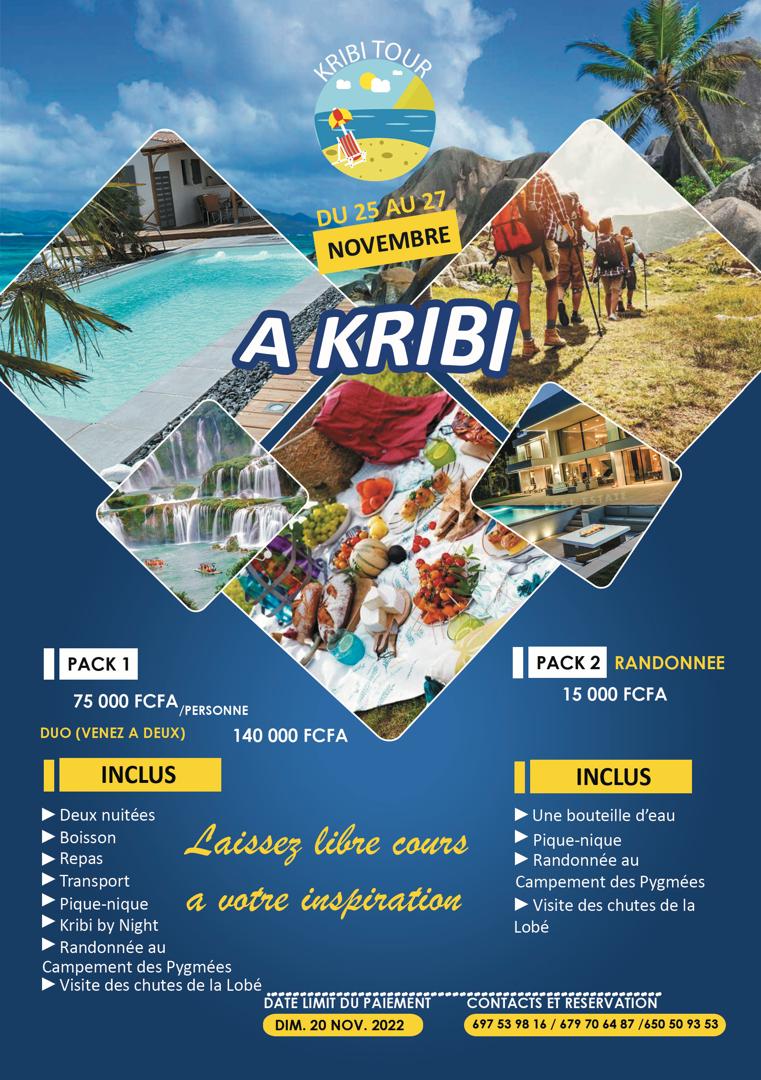 KRIBI TOUR
DU 25 AU 27
NOVEMBRE
A KRIBI
PACK 1
75 000 FCFA/PERSONNE
DUO (VENEZ A DEUX) 140 000 FCFA
INCLUS
Deux nuitées
Boisson
Repas
Transport
Pique-nique
Kribi by Night
Randonnée au
Campement des Pygmées
Visite des chutes de la Lobé
Laissez libre cours
a votre inspiration
PACK 2 RANDONNEE
15 000 FCFA
INCLUS
Une bouteille d’eau
Pique-nique
Randonnée au
Campement des Pygmées
Visite des chutes de la
Lobé
DATE LIMIT DU PAIEMENT
DIM. 20 NOV. 2022
CONTACTS ET RESERVATION
697 53 98 16 / 679 70 64 87 /650 50 93 53